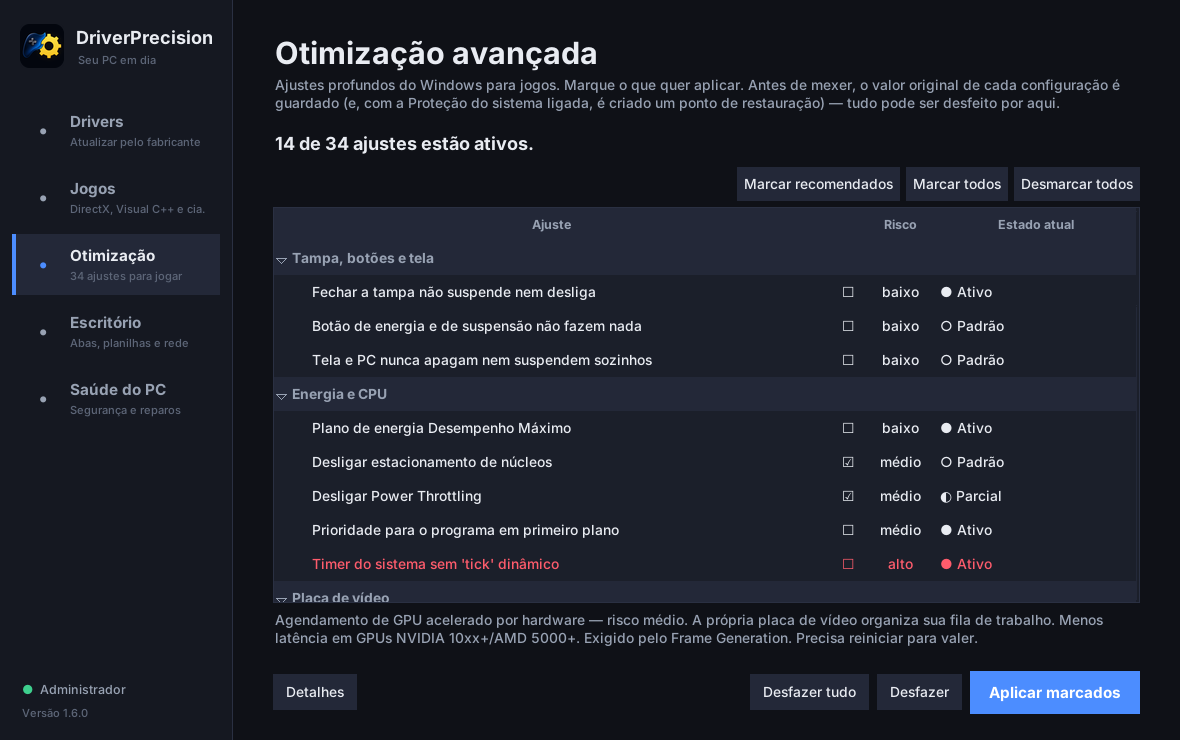 DriverPrecision
Seu PC em dia
Drivers
Atualizar pelo fabricante
Jogos
DirectX, Visual C++ e cia.
Otimização
34 ajustes para jogar
Escritório
Abas, planilhas e rede
Saúde do PC
Segurança e reparos
Administrador
Versão 1.6.0
Otimização avançada
Ajustes profundos do Windows para jogos. Marque o que quer aplicar. Antes de mexer, o valor original de cada configuração é
guardado (e, com a Proteção do sistema ligada, é criado um ponto de restauração) — tudo pode ser desfeito por aqui.
14 de 34 ajustes estão ativos.
Marcar recomendados Marcar todos Desmarcar todos
Ajuste Risco Estado atual
Tampa, botões e tela
Fechar a tampa não suspende nem desliga ☐ baixo ● Ativo
Botão de energia e de suspensão não fazem nada ☐ baixo ○ Padrão
Tela e PC nunca apagam nem suspendem sozinhos ☐ baixo ○ Padrão
Energia e CPU
Plano de energia Desempenho Máximo ☐ baixo ● Ativo
Desligar estacionamento de núcleos ☑ médio ○ Padrão
Desligar Power Throttling ☑ médio ◐ Parcial
Prioridade para o programa em primeiro plano ☐ médio ● Ativo
Timer do sistema sem 'tick' dinâmico ☐ alto ● Ativo
Placa de vídeo
Agendamento de GPU acelerado por hardware — risco médio. A própria placa de vídeo organiza sua fila de trabalho. Menos
latência em GPUs NVIDIA 10xx+/AMD 5000+. Exigido pelo Frame Generation. Precisa reiniciar para valer.
Detalhes Desfazer tudo Desfazer Aplicar marcados